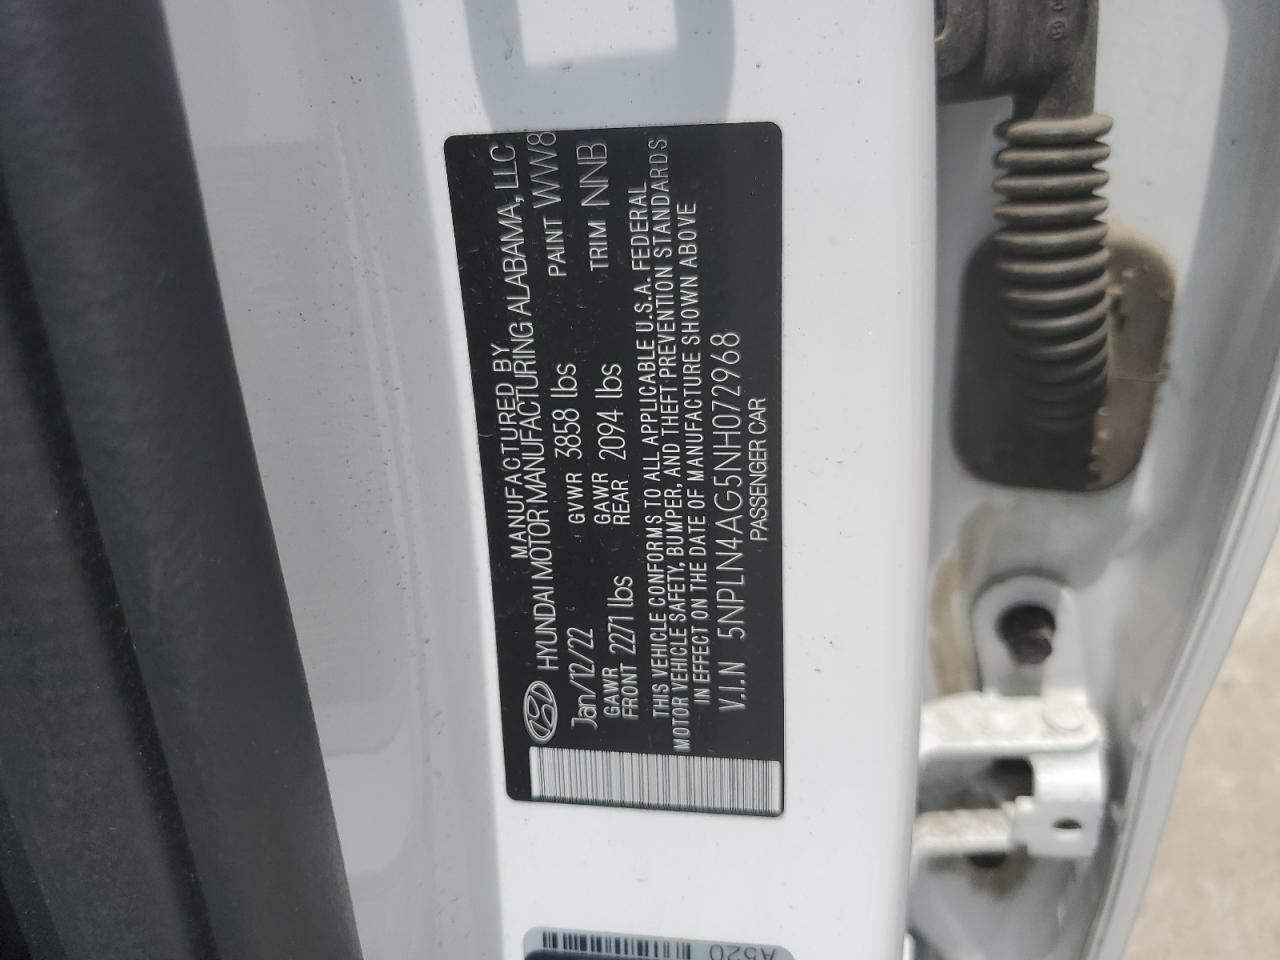 MANUFACTURED BY
HYUNDAI MOTOR MANUFACTURING ALABAMA, LLC
Jan/12/22 GVWR 3858 lbs PAINT WW8
GAWR FRONT 2271 lbs GAWR REAR 2094 lbs TRIM NNB
THIS VEHICLE CONFORMS TO ALL APPLICABLE U.S.A. FEDERAL
MOTOR VEHICLE SAFETY, BUMPER, AND THEFT PREVENTION STANDARDS
IN EFFECT ON THE DATE OF MANUFACTURE SHOWN ABOVE
V.I.N 5NPLN4AG5NH072968
PASSENGER CAR
A520